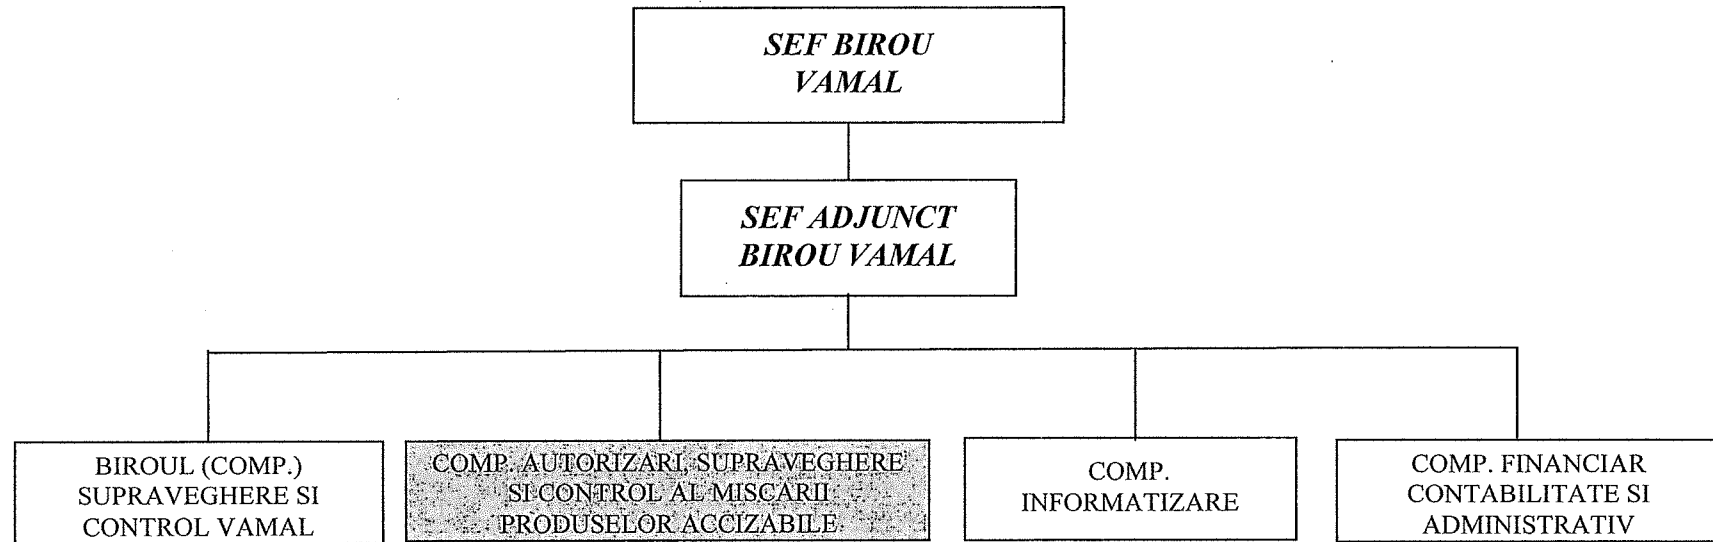 SEF BIROU
VAMAL
SEF ADJUNCT
BIROU VAMAL
BIROUL (COMP.)
SUPRAVEGHERE SI
CONTROL VAMAL
COMP. AUTORIZARI, SUPRAVEGHERE
SI CONTROL AL MISCARII
PRODUSELOR ACCIZABILE
COMP.
INFORMATIZARE
COMP. FINANCIAR
CONTABILITATE SI
ADMINISTRATIV